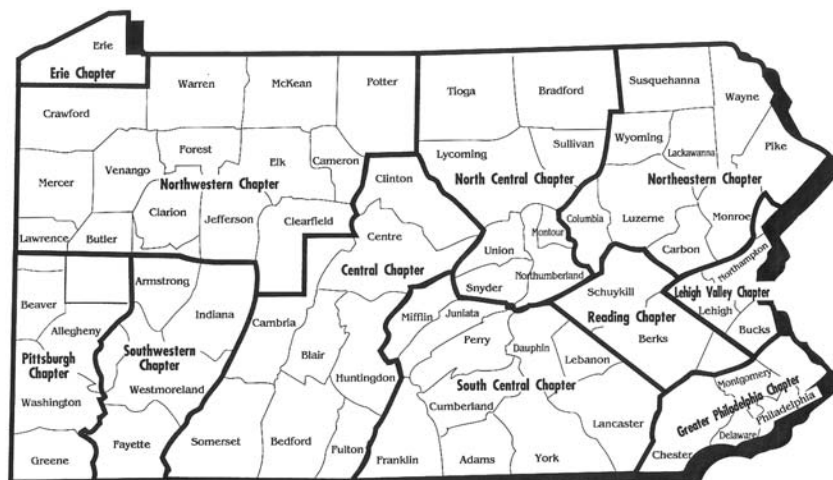 Erie
Erie Chapter
Warren
McKean
Potter
Tioga
Bradford
Susquehanna
Wayne
Crawford
Forest
Elk
Cameron
Lycoming
Sullivan
Wyoming
Lackawanna
Pike
Mercer
Venango
Northwestern Chapter
Clinton
North Central Chapter
Northeastern Chapter
Clarion
Jefferson
Clearfield
Columbia
Luzerne
Monroe
Lawrence
Butler
Centre
Union
Montour
Carbon
Central Chapter
Northumberland
Northampton
Snyder
Armstrong
Beaver
Indiana
Schuykill
Lehigh Valley Chapter
Lehigh
Allegheny
Cambria
Mifflin
Juniata
Reading Chapter
Bucks
Pittsburgh
Chapter
Southwestern
Chapter
Blair
Perry
Dauphin
Berks
Lebanon
Huntingdon
South Central Chapter
Westmoreland
Washington
Cumberland
Montgomery
Greater Philadelphia Chapter
Philadelphia
Lancaster
Fayette
Somerset
Bedford
Fulton
Delaware
Greene
Franklin
Adams
York
Chester